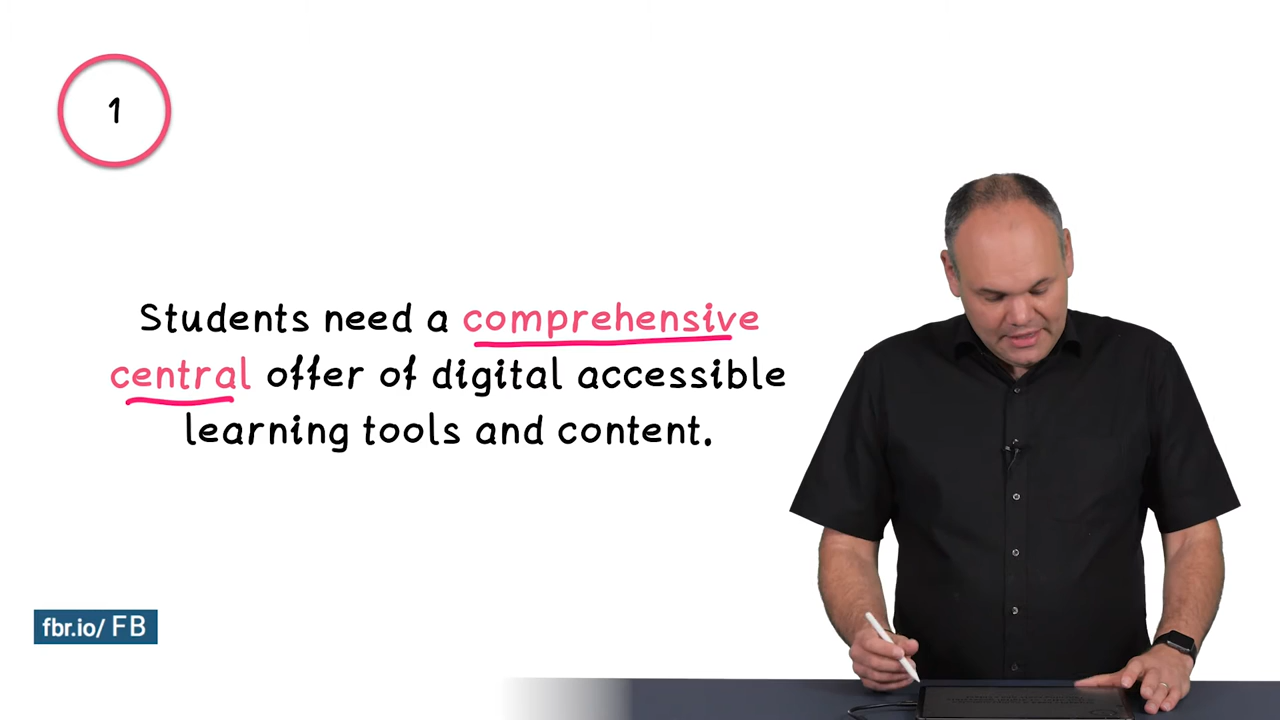 1
Students need a comprehensive
central offer of digital accessible
learning tools and content.
fbr.io/ FB